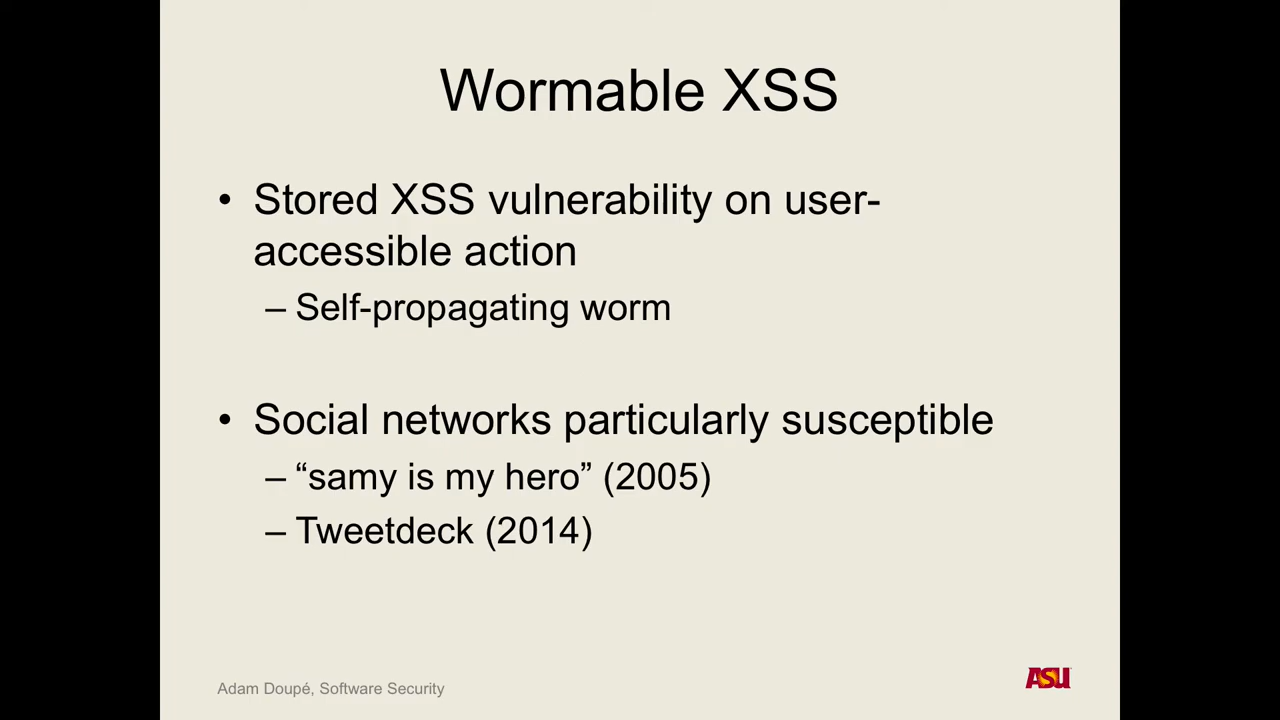 Wormable XSS
• Stored XSS vulnerability on user-
accessible action
– Self-propagating worm
• Social networks particularly susceptible
– “samy is my hero” (2005)
– Tweetdeck (2014)
Adam Doupé, Software Security
ASU